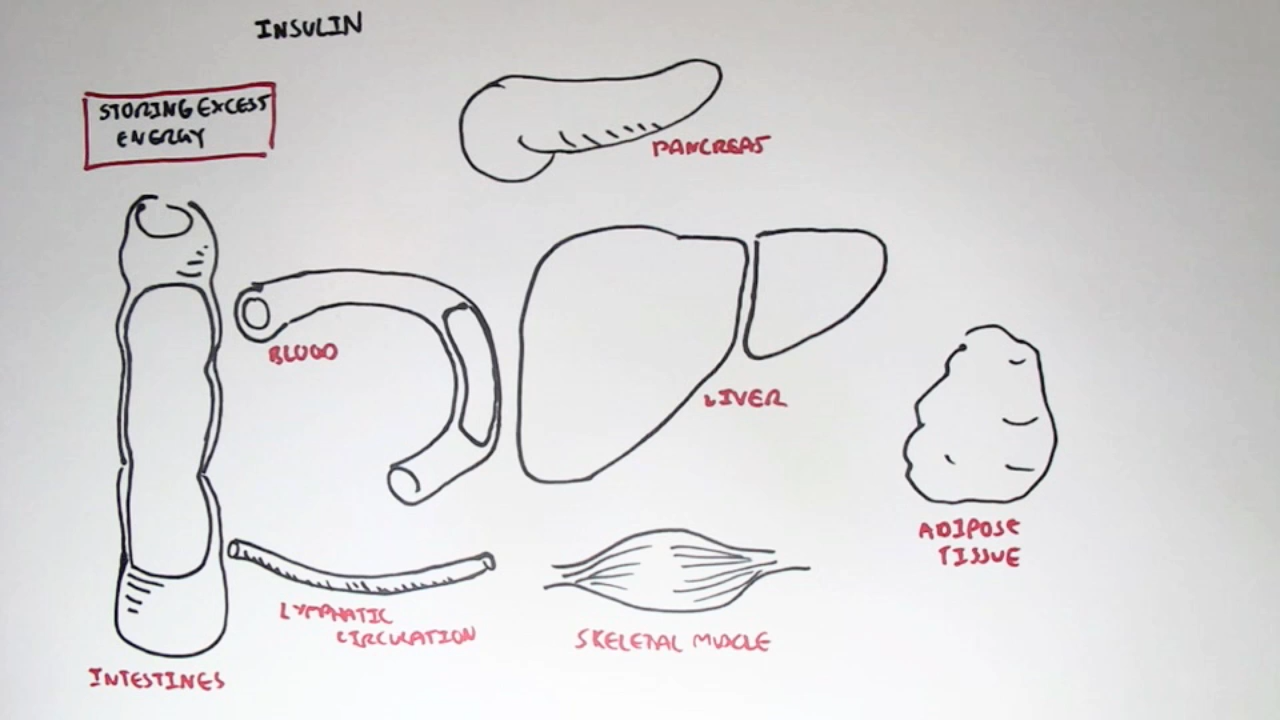 INSULIN
STORING EXCESS
ENERGY
PANCREAS
BLOOD
LIVER
ADIPOSE
TISSUE
LYMPHATIC
CIRCULATION
SKELETAL MUSCLE
INTESTINES